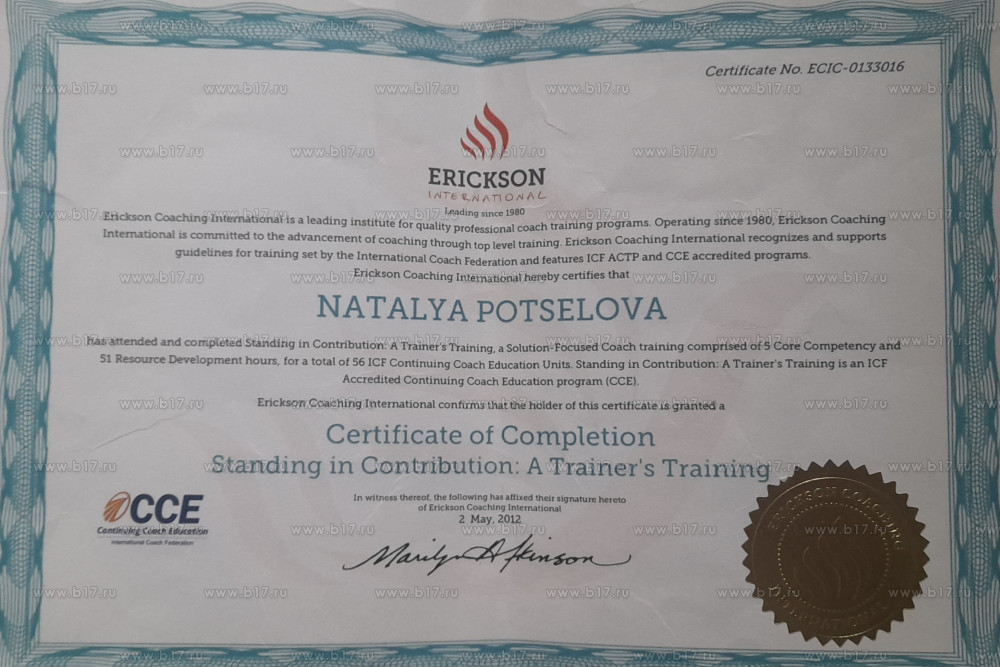 Certificate No. ECIC-0133016
ERICKSON
INTERNATIONAL
Leading since 1980
Erickson Coaching International is a leading institute for quality professional coach training programs. Operating since 1980, Erickson Coaching
International is committed to the advancement of coaching through top level training. Erickson Coaching International recognizes and supports
guidelines for training set by the International Coach Federation and features ICF ACTP and CCE accredited programs.
Erickson Coaching International hereby certifies that
NATALYA POTSELOVA
has attended and completed Standing in Contribution: A Trainer's Training, a Solution-Focused Coach training comprised of 5 Core Competency and
51 Resource Development hours, for a total of 56 ICF Continuing Coach Education Units. Standing in Contribution: A Trainer's Training is an ICF
Accredited Continuing Coach Education program (CCE).
Erickson Coaching International confirms that the holder of this certificate is granted a
Certificate of Completion
Standing in Contribution: A Trainer's Training
In witness thereof, the following has affixed their signature hereto
of Erickson Coaching International
2 May, 2012
Marilyn Atkinson
CCE
Continuing Coach Education
International Coach Federation
ERICKSON COACHING
INTERNATIONAL
www.b17.ru